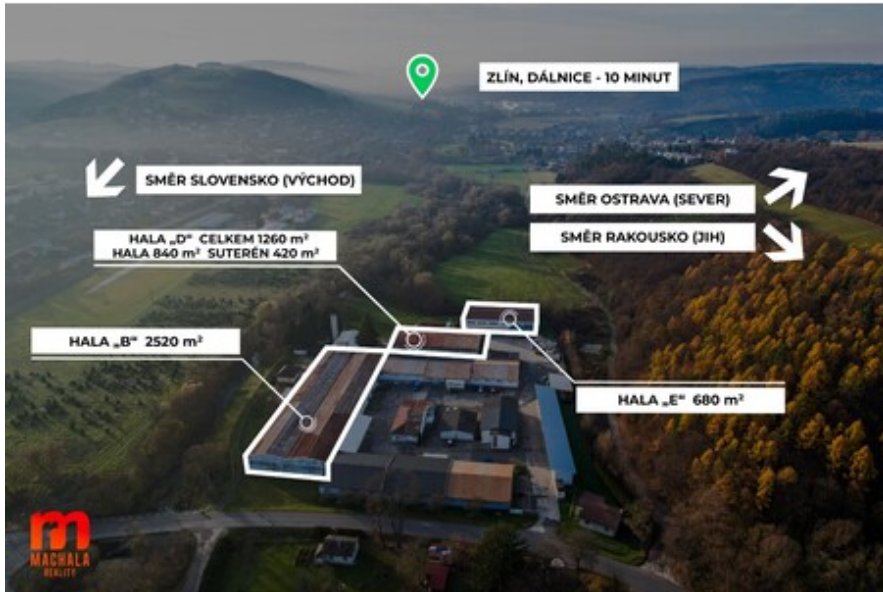 ZLÍN, DÁLNICE - 10 MINUT
SMĚR SLOVENSKO (VÝCHOD)
SMĚR OSTRAVA (SEVER)
SMĚR RAKOUSKO (JIH)
HALA „D“ CELKEM 1260 m²
HALA 840 m² SUTERÉN 420 m²
HALA „B“ 2520 m²
HALA „E“ 680 m²
MACHALA
REALITY